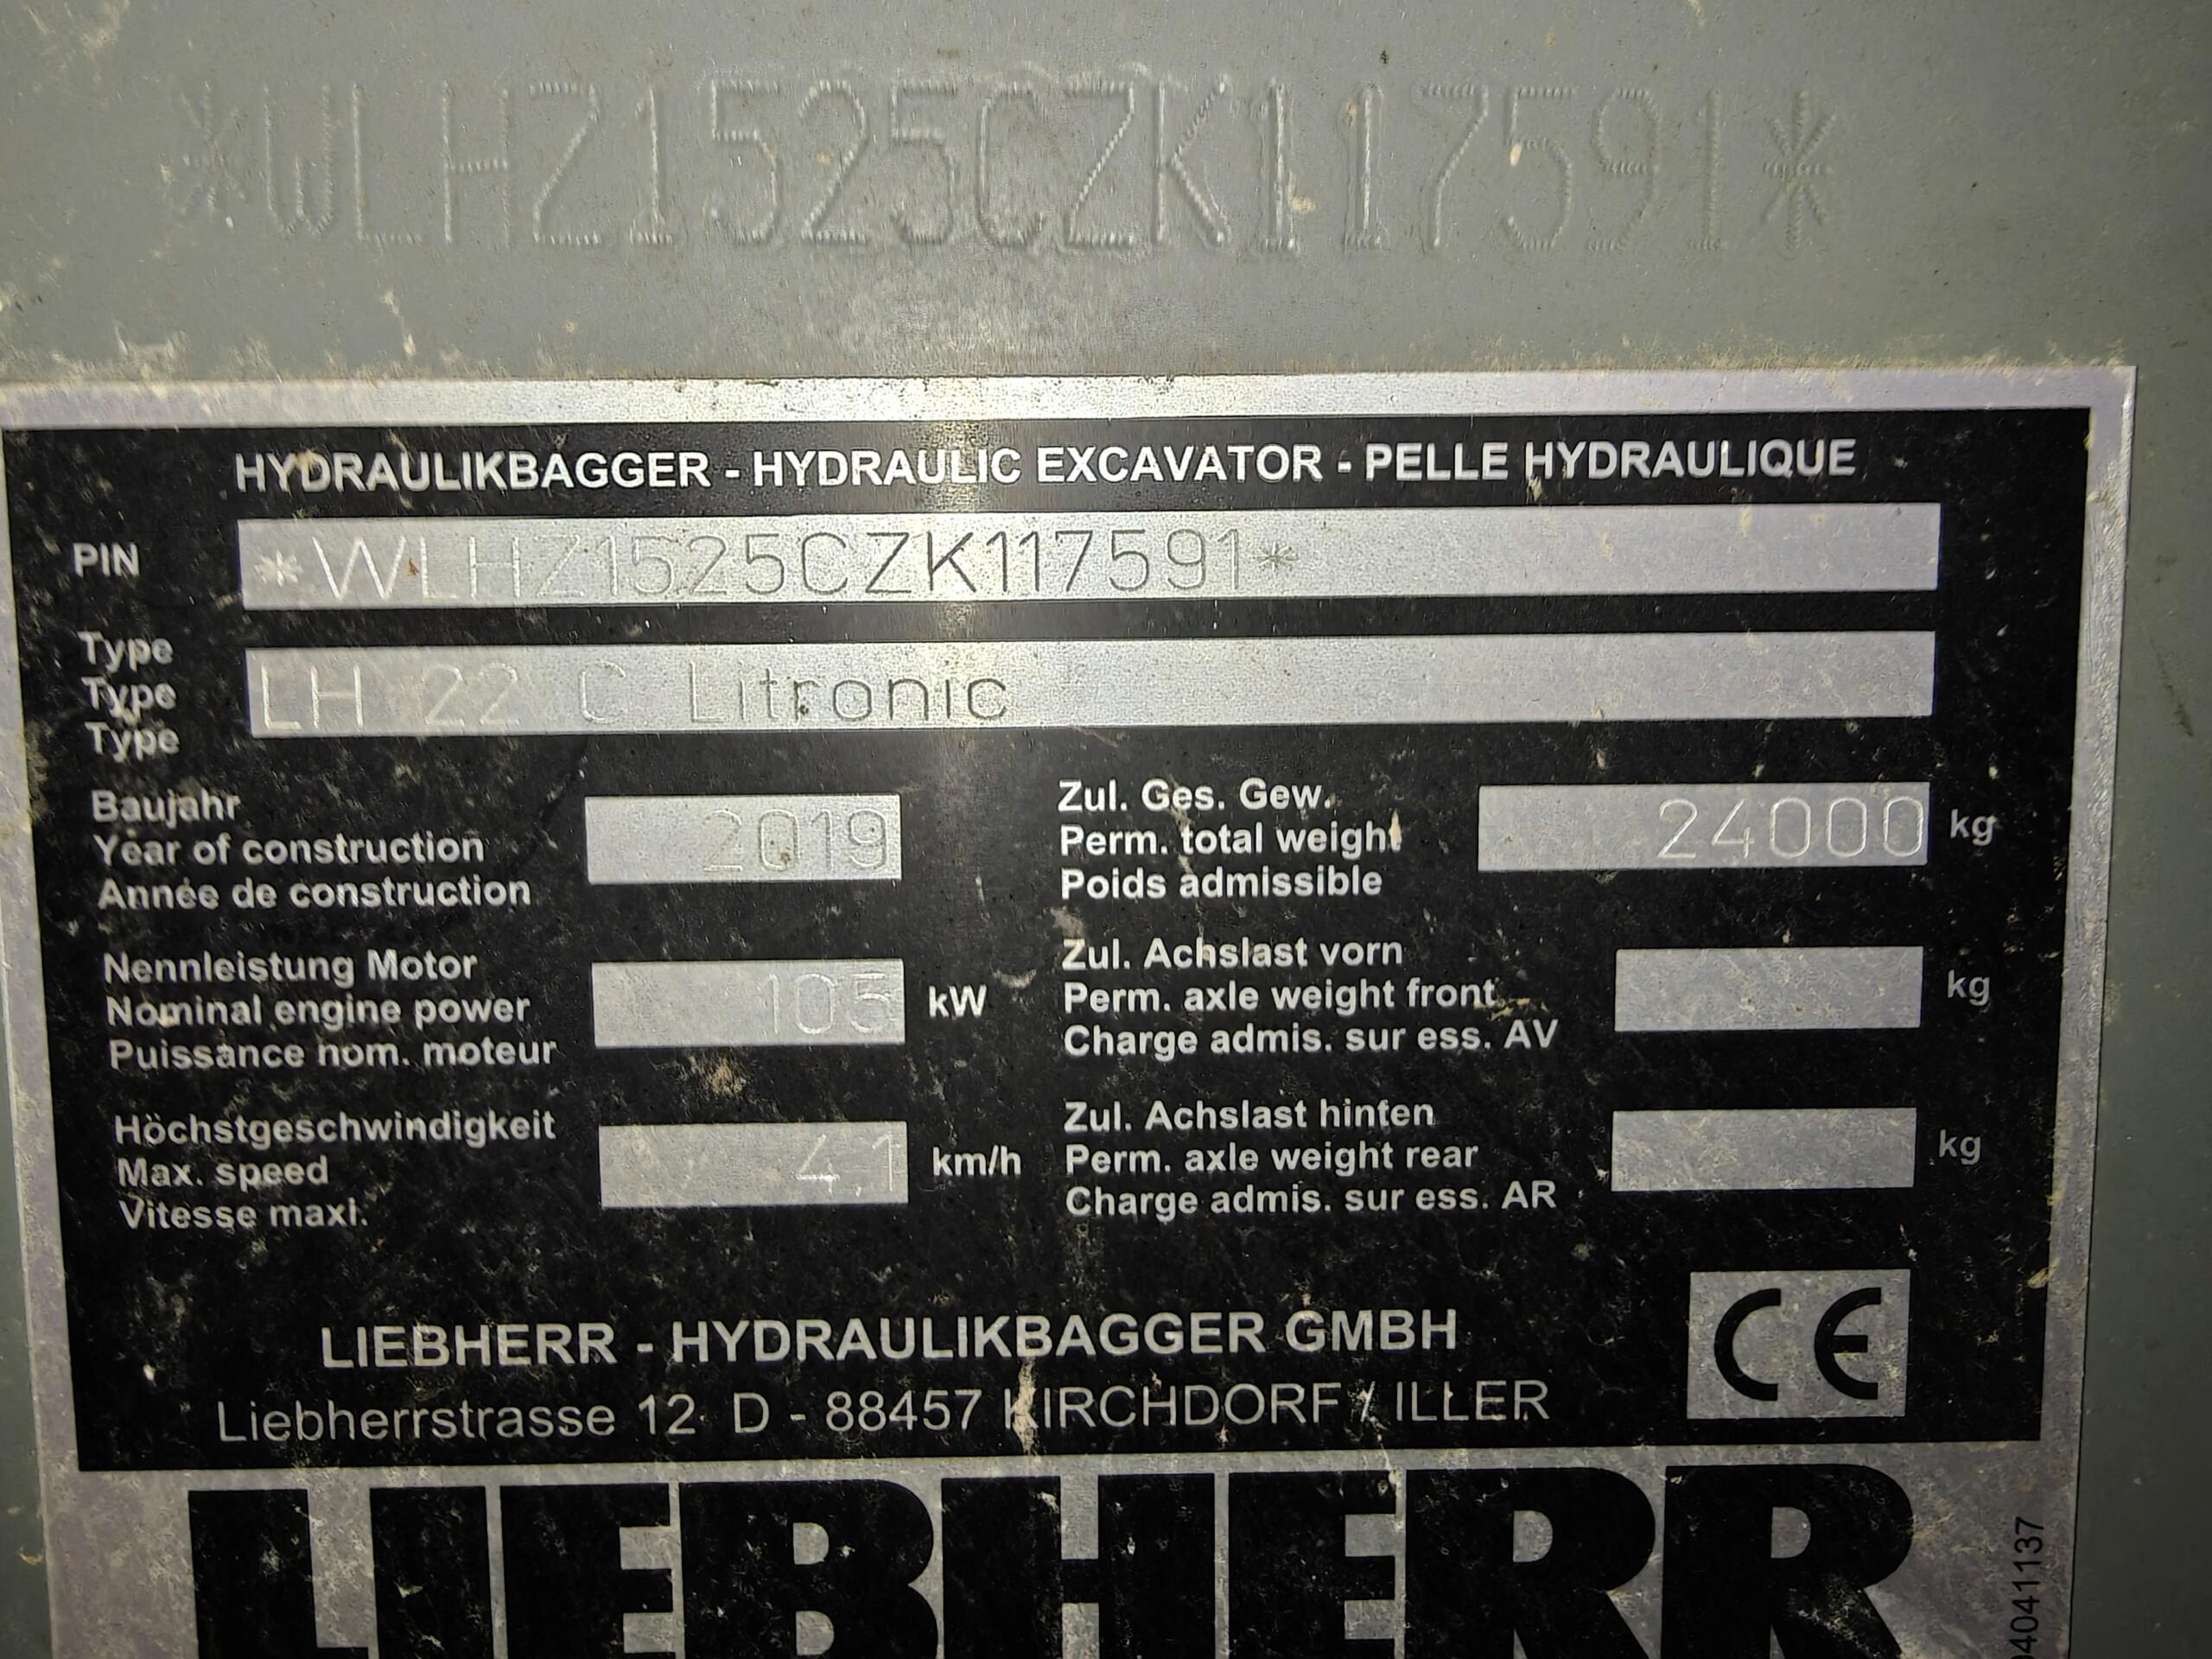 *WLHZ1525CZK117591*
HYDRAULIKBAGGER - HYDRAULIC EXCAVATOR - PELLE HYDRAULIQUE
PIN *WLHZ1525CZK117591*
Type
Type LH 22 C Litronic
Type
Baujahr
Year of construction 2019
Année de construction
Zul. Ges. Gew.
Perm. total weight 24000 kg
Poids admissible
Nennleistung Motor
Nominal engine power 105 kW
Puissance nom. moteur
Zul. Achslast vorn
Perm. axle weight front kg
Charge admis. sur ess. AV
Höchstgeschwindigkeit
Max. speed 4,1 km/h
Vitesse maxi.
Zul. Achslast hinten
Perm. axle weight rear kg
Charge admis. sur ess. AR
LIEBHERR - HYDRAULIKBAGGER GMBH
Liebherrstrasse 12 D - 88457 KIRCHDORF / ILLER
CE
LIEBHERR